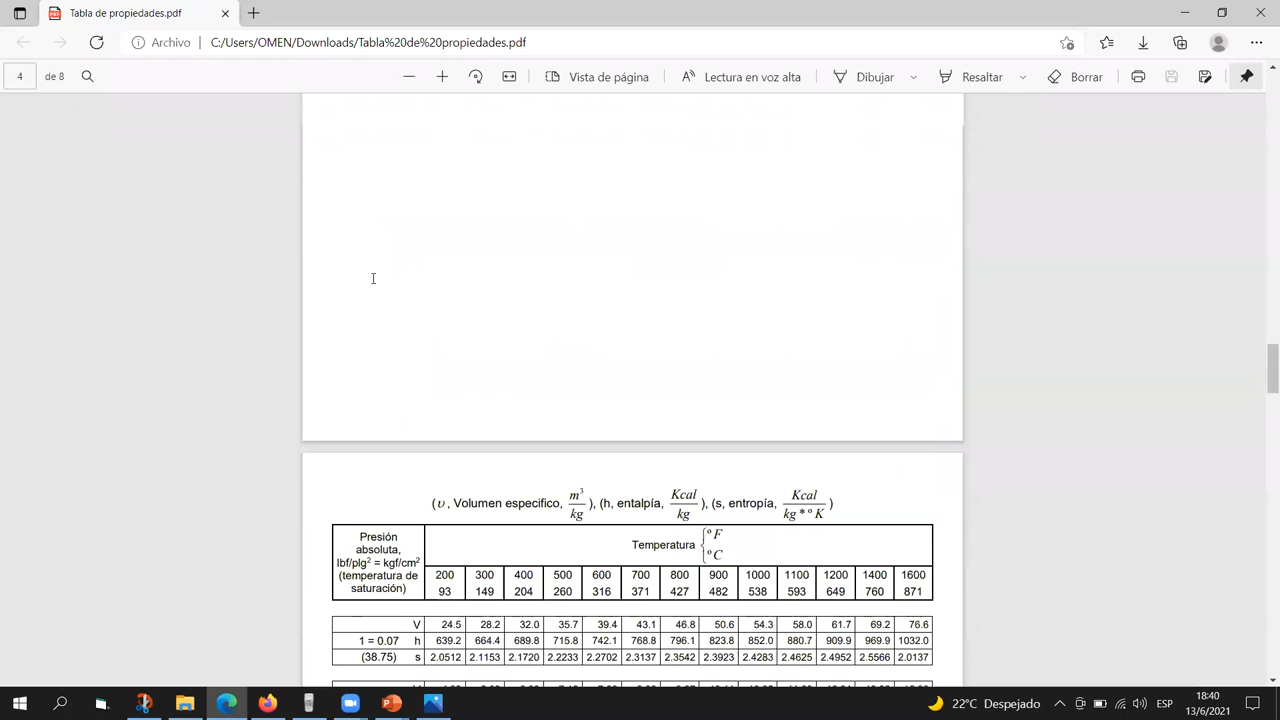 Tabla de propiedades.pdf
Archivo C:/Users/OMEN/Downloads/Tabla%20de%20propiedades.pdf
4 de 8 Vista de página Lectura en voz alta Dibujar Resaltar Borrar
(υ, Volumen especifico, m³/kg), (h, entalpía, Kcal/kg), (s, entropía, Kcal/kg*ºK)
Presión
absoluta,
lbf/plg² = kgf/cm²
(temperatura de
saturación)
Temperatura {ºF
ºC
200 300 400 500 600 700 800 900 1000 1100 1200 1400 1600
93 149 204 260 316 371 427 482 538 593 649 760 871
V 24.5 28.2 32.0 35.7 39.4 43.1 46.8 50.6 54.3 58.0 61.7 69.2 76.6
1 = 0.07 h 639.2 664.4 689.8 715.8 742.1 768.8 796.1 823.8 852.0 880.7 909.9 969.9 1032.0
(38.75) s 2.0512 2.1153 2.1720 2.2233 2.2702 2.3137 2.3542 2.3923 2.4283 2.4625 2.4952 2.5566 2.0137
22°C Despejado ESP 18:40
13/6/2021